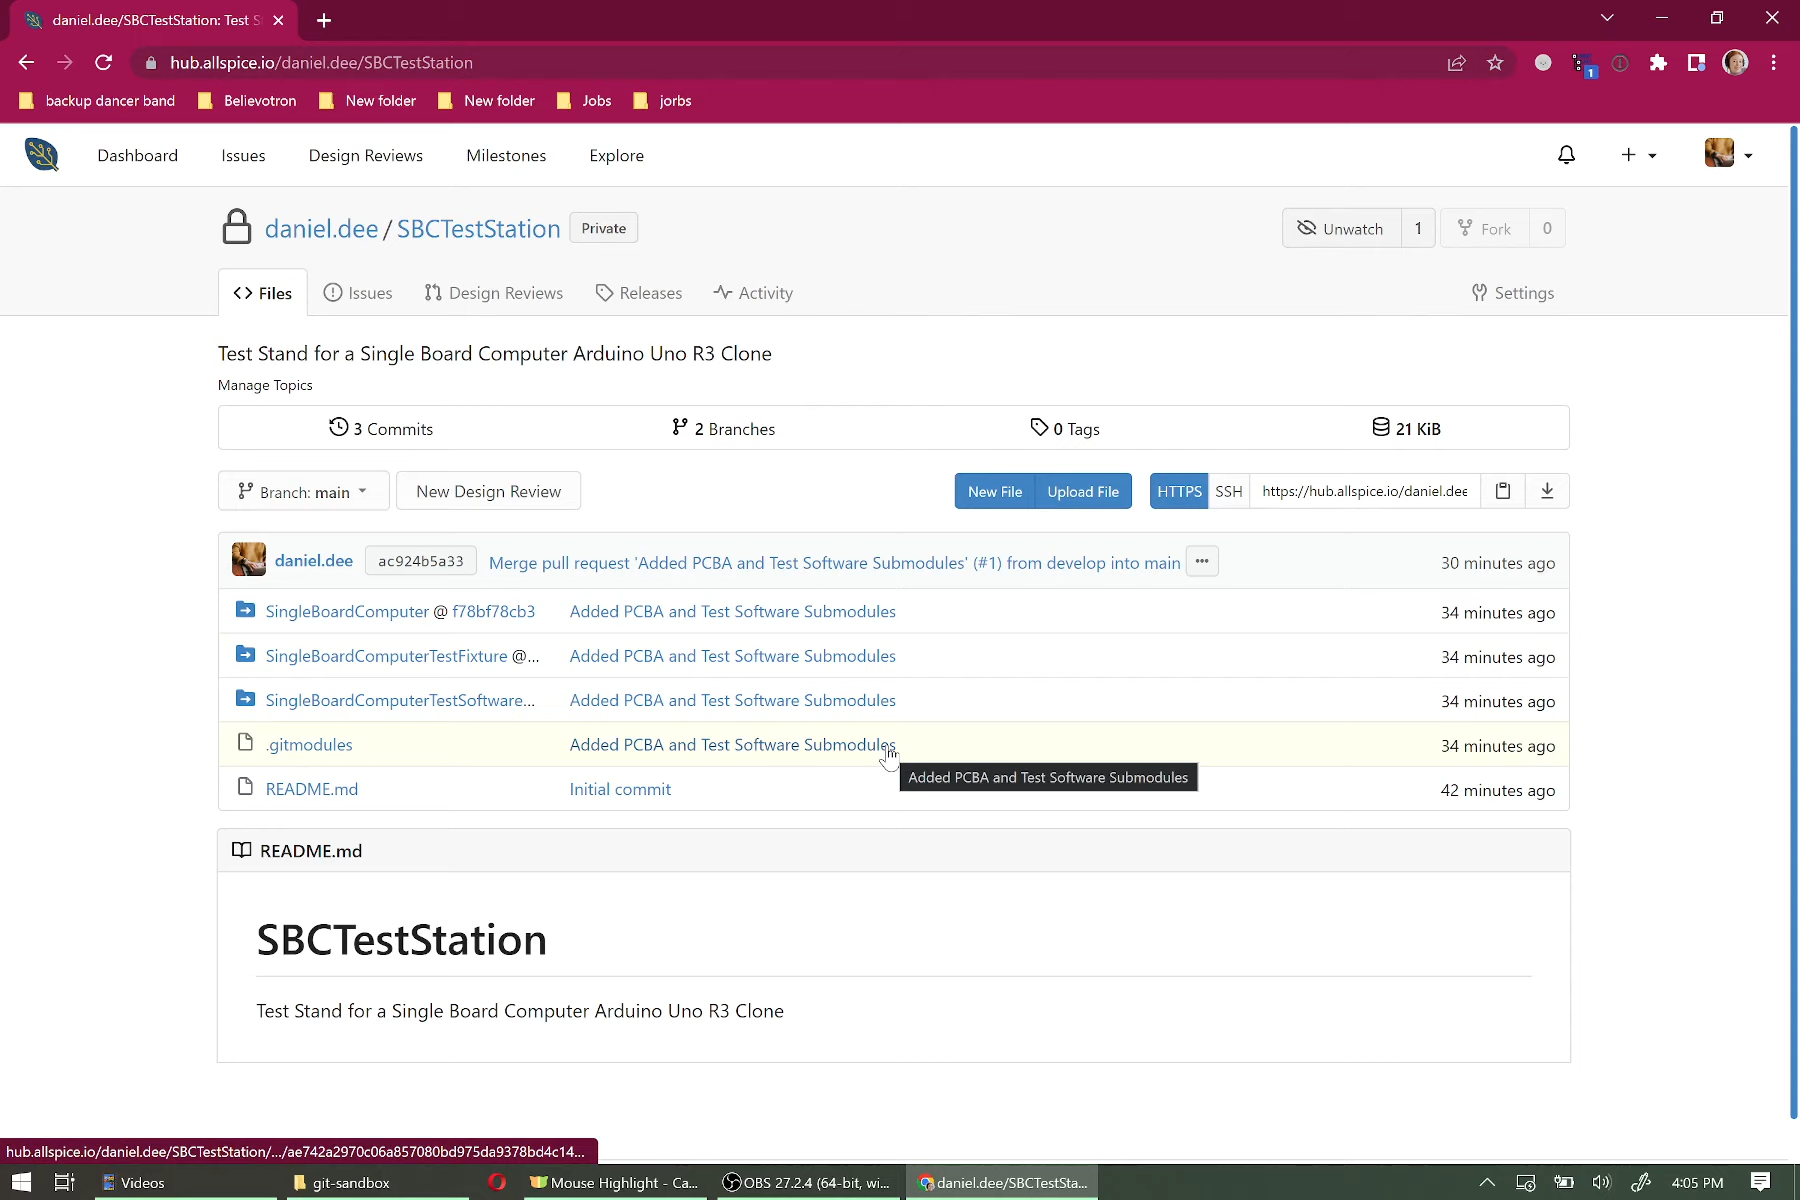 daniel.dee/SBCTestStation: Test S
hub.allspice.io/daniel.dee/SBCTestStation
1
backup dancer band Believotron New folder New folder Jobs jorbs
Dashboard Issues Design Reviews Milestones Explore
daniel.dee / SBCTestStation Private
Unwatch 1 Fork 0
Files Issues Design Reviews Releases Activity Settings
Test Stand for a Single Board Computer Arduino Uno R3 Clone
Manage Topics
3 Commits 2 Branches 0 Tags 21 KiB
Branch: main New Design Review New File Upload File HTTPS SSH https://hub.allspice.io/daniel.dee
daniel.dee ac924b5a33 Merge pull request 'Added PCBA and Test Software Submodules' (#1) from develop into main ... 30 minutes ago
SingleBoardComputer @ f78bf78cb3 Added PCBA and Test Software Submodules 34 minutes ago
SingleBoardComputerTestFixture @... Added PCBA and Test Software Submodules 34 minutes ago
SingleBoardComputerTestSoftware... Added PCBA and Test Software Submodules 34 minutes ago
.gitmodules Added PCBA and Test Software Submodules 34 minutes ago
Added PCBA and Test Software Submodules
README.md Initial commit 42 minutes ago
README.md
SBCTestStation
Test Stand for a Single Board Computer Arduino Uno R3 Clone
hub.allspice.io/daniel.dee/SBCTestStation/.../ae742a2970c06a857080bd975da9378bd4c14...
Videos git-sandbox Mouse Highlight - Ca... OBS 27.2.4 (64-bit, wi... daniel.dee/SBCTestSta... 4:05 PM